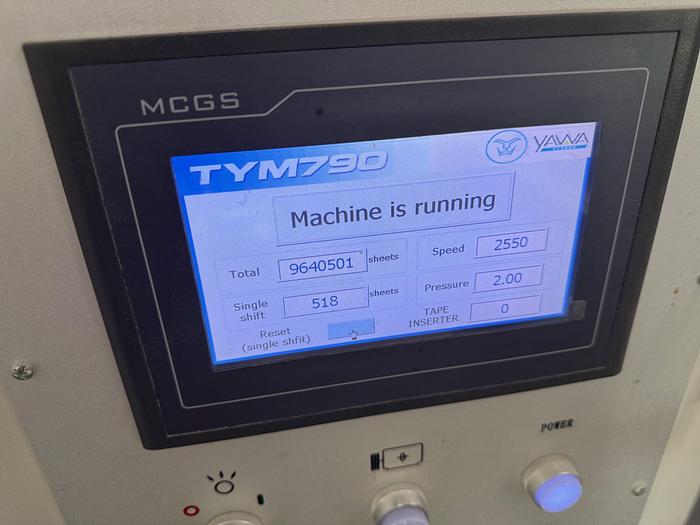 MCGS
TYM790
YAWA
Machine is running
Total 9640501 sheets
Speed 2550
Single shift 518 sheets
Pressure 2.00
Reset (single shfit)
TAPE INSERTER 0
POWER